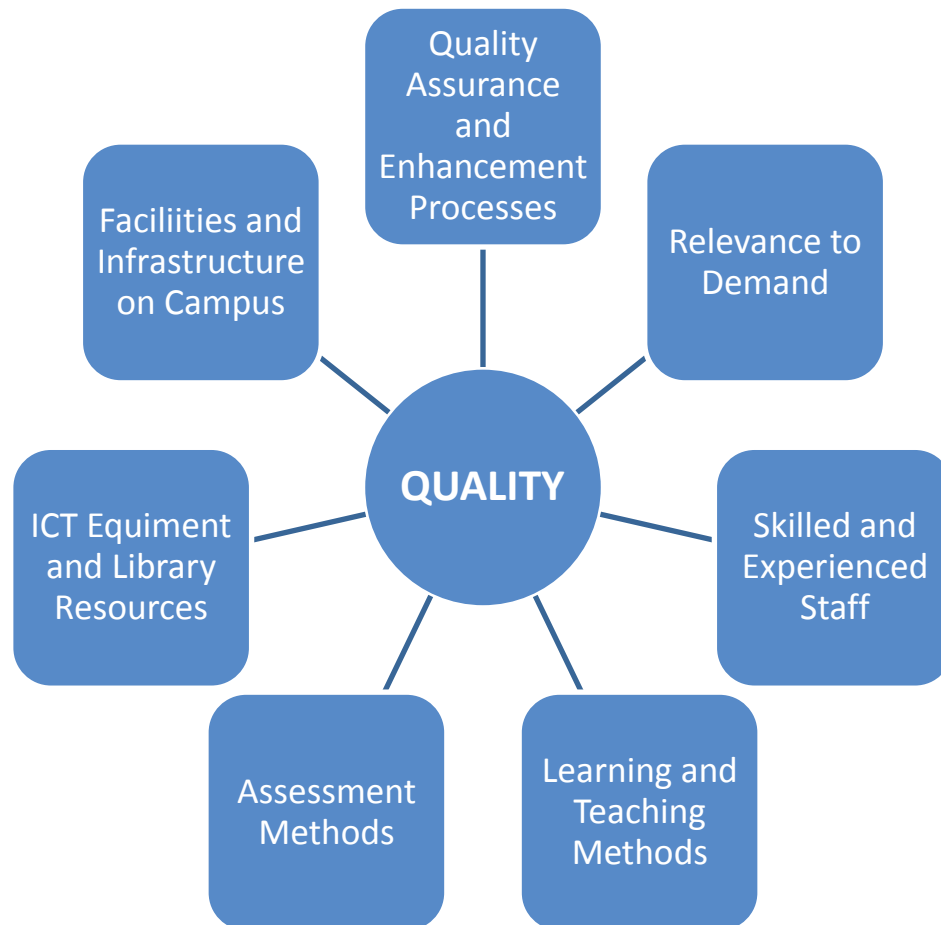 Quality
Assurance
and
Enhancement
Processes
Relevance to
Demand
Skilled and
Experienced
Staff
Learning and
Teaching
Methods
Assessment
Methods
ICT Equiment
and Library
Resources
Faciliities and
Infrastructure
on Campus
QUALITY